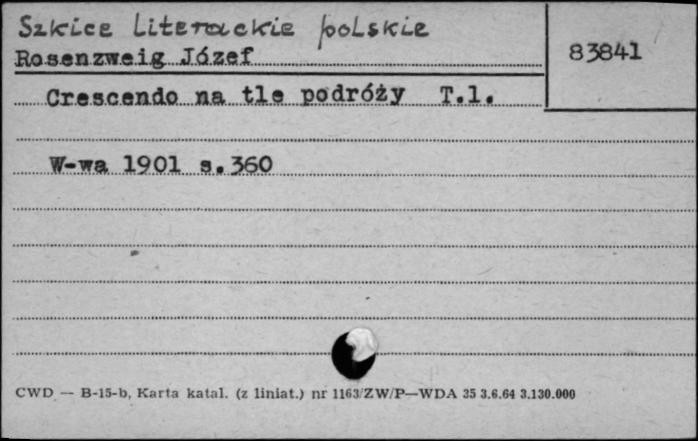 Szkice literackie polskie
Rosenzweig Józef
83841
Crescendo na tle podróży T.1.
W-wa 1901 s.360
CWD — B-15-b, Karta katal. (z liniat.) nr 1163/ZW/P—WDA 35 3.6.64 3.130.000